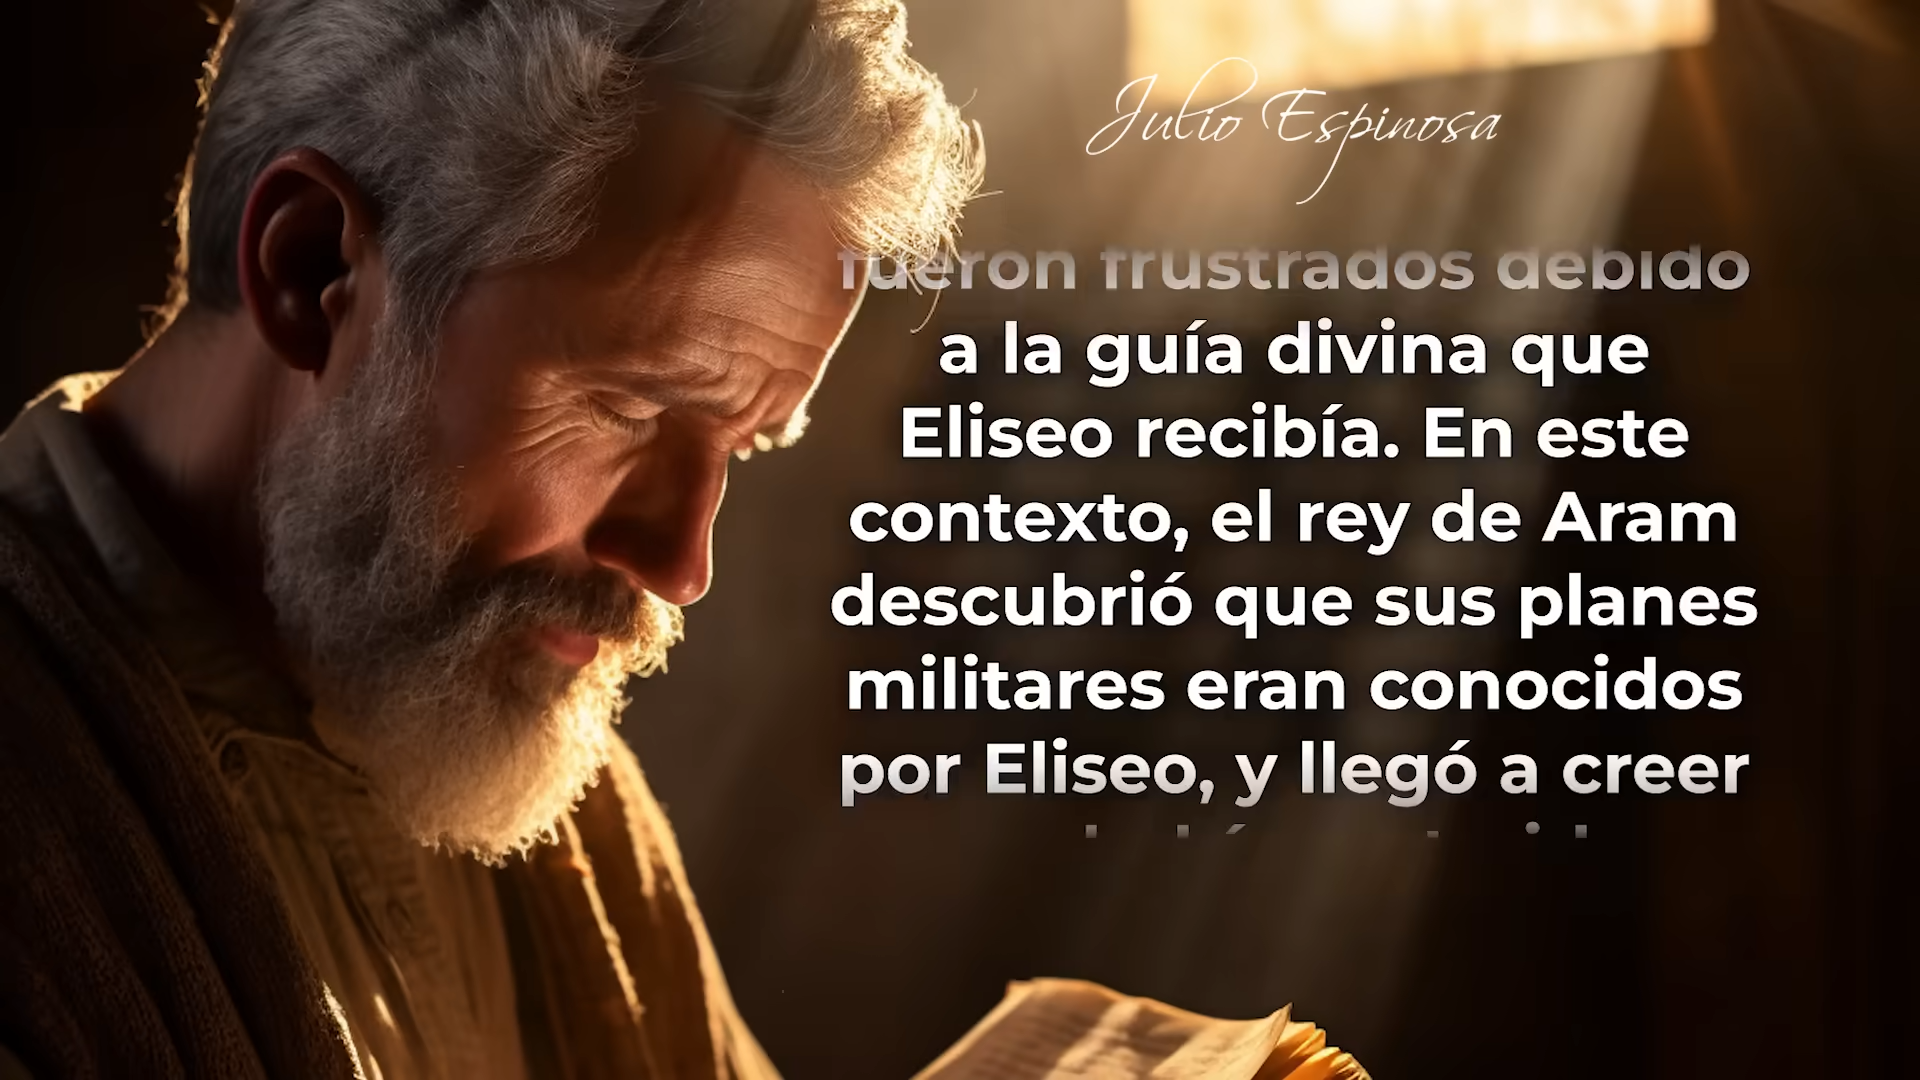 Julio Espinosa
fueron frustrados debido
a la guía divina que
Eliseo recibía. En este
contexto, el rey de Aram
descubrió que sus planes
militares eran conocidos
por Eliseo, y llegó a creer